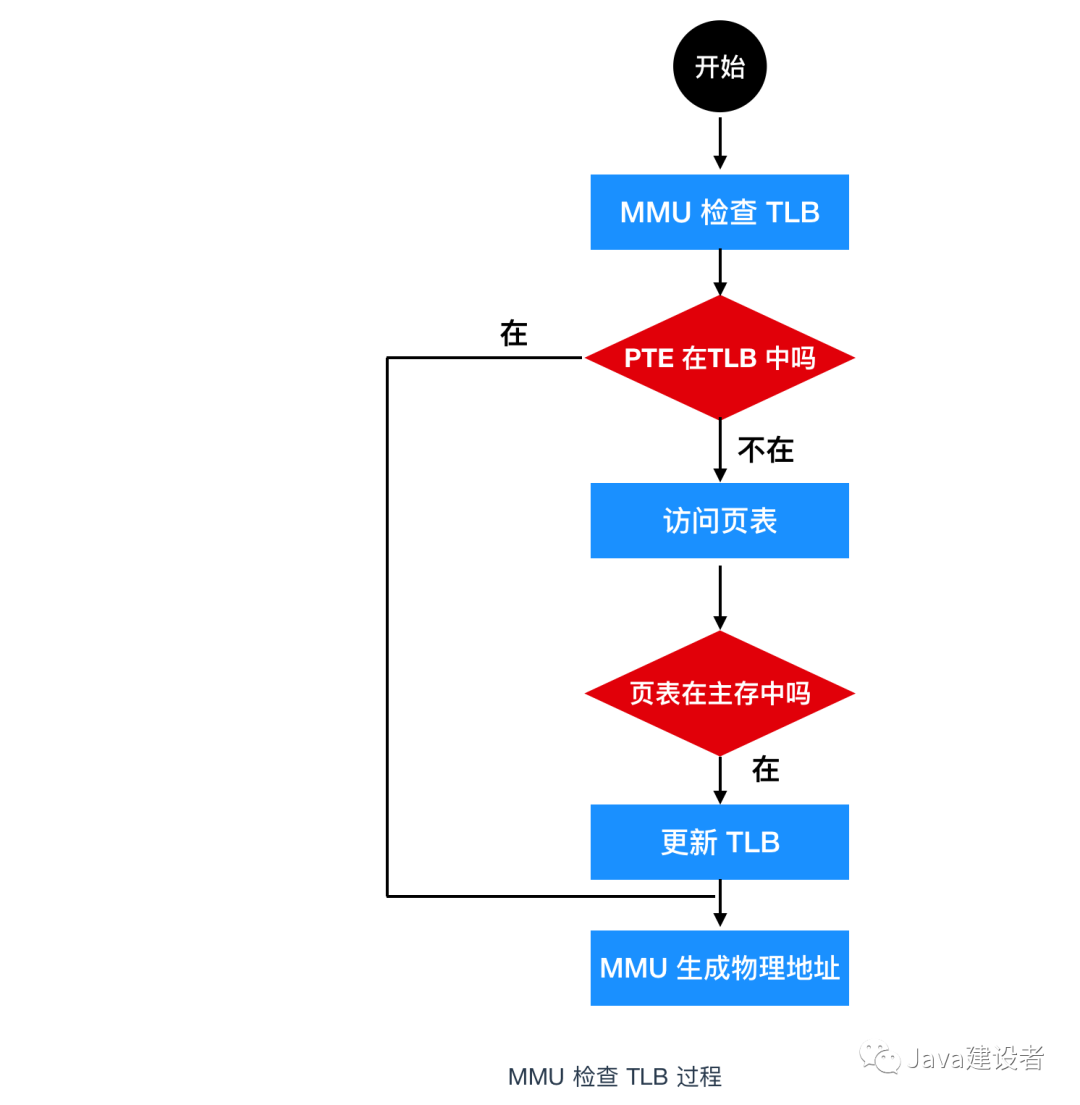 开始
MMU 检查 TLB
在
PTE 在TLB 中吗
不在
访问页表
页表在主存中吗
在
更新 TLB
MMU 生成物理地址
Java建设者
MMU 检查 TLB 过程